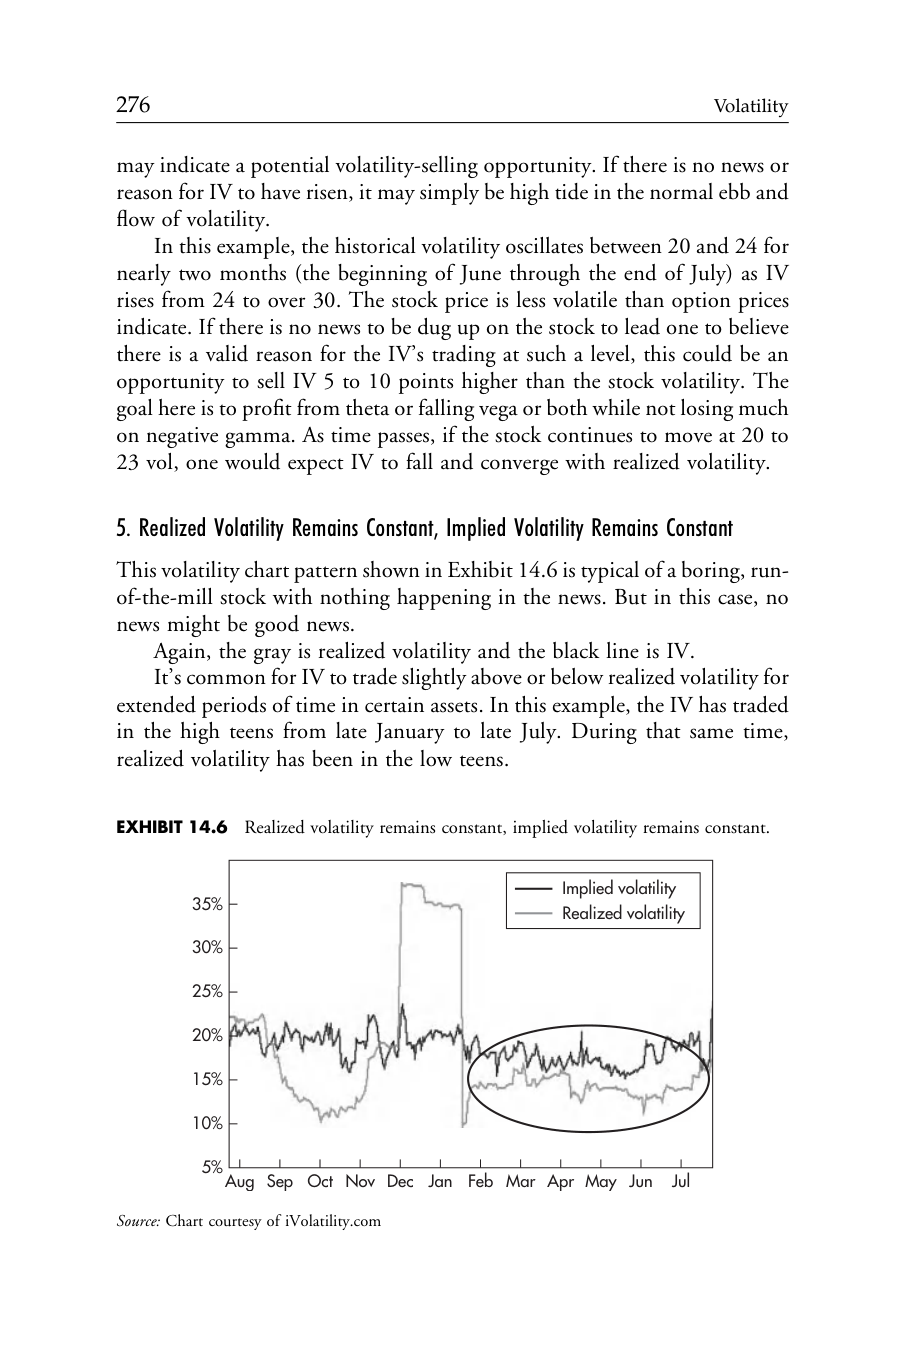 276
Volatility
may indicate a potential volatility-selling opportunity. If there is no news or
reason for IV to have risen, it may simply be high tide in the normal ebb and
flow of volatility.
In this example, the historical volatility oscillates between 20 and 24 for
nearly two months (the beginning of June through the end of July) as IV
rises from 24 to over 30. The stock price is less volatile than option prices
indicate. If there is no news to be dug up on the stock to lead one to believe
there is a valid reason for the IV's trading at such a level, this could be an
opportunity to sell IV 5 to 10 points higher than the stock volatility. The
goal here is to profit from theta or falling vega or both while not losing much
on negative gamma. As time passes, if the stock continues to move at 20 to
23 vol, one would expect IV to fall and converge with realized volatility.
5. Realized Volatility Remains Constant, Implied Volatility Remains Constant
This volatility chart pattern shown in Exhibit 14.6 is typical of a boring, run-
of-the-mill stock with nothing happening in the news. But in this case, no
news might be good news.
Again, the gray is realized volatility and the black line is IV.
It's common for IV to trade slightly above or below realized volatility for
extended periods of time in certain assets. In this example, the IV has traded
in the high teens from late January to late July. During that same time,
realized volatility has been in the low teens.
EXHIBIT 14.6 Realized volatility remains constant, implied volatility remains constant.
Implied volatility
Realized volatility
35%
30%
25%
20%
15%
10%
5%
Aug Sep Oct Nov Dec Jan Feb Mar Apr May Jun Jul
Source: Chart courtesy of iVolatility.com